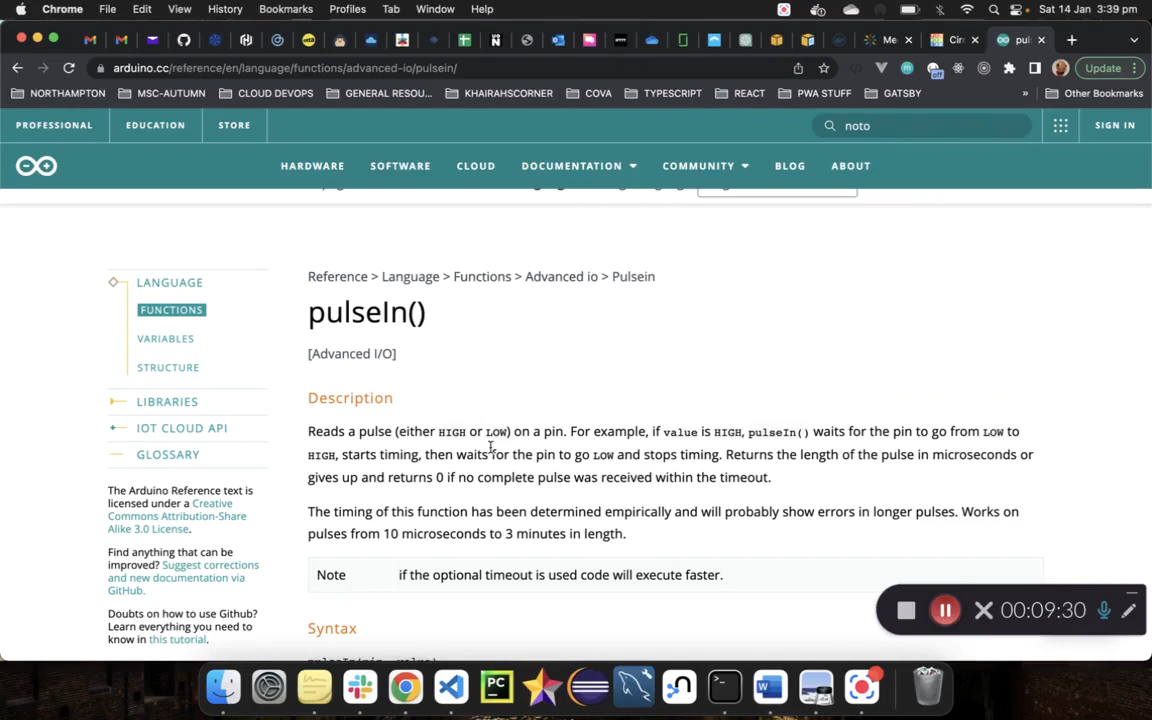 Chrome File Edit View History Bookmarks Profiles Tab Window Help Sat 14 Jan 3:39 pm
Me Circ pul
arduino.cc/reference/en/language/functions/advanced-io/pulsein/ off Update
NORTHAMPTON MSC-AUTUMN CLOUD DEVOPS GENERAL RESOU... KHAIRAHSCORNER COVA TYPESCRIPT REACT PWA STUFF GATSBY » Other Bookmarks
PROFESSIONAL EDUCATION STORE noto SIGN IN
HARDWARE SOFTWARE CLOUD DOCUMENTATION COMMUNITY BLOG ABOUT
Reference > Language > Functions > Advanced io > Pulsein
LANGUAGE
FUNCTIONS
VARIABLES
STRUCTURE
LIBRARIES
IOT CLOUD API
GLOSSARY
The Arduino Reference text is
licensed under a Creative
Commons Attribution-Share
Alike 3.0 License.
Find anything that can be
improved? Suggest corrections
and new documentation via
GitHub.
Doubts on how to use Github?
Learn everything you need to
know in this tutorial.
pulseIn()
[Advanced I/O]
Description
Reads a pulse (either HIGH or LOW) on a pin. For example, if value is HIGH, pulseIn() waits for the pin to go from LOW to
HIGH, starts timing, then waits for the pin to go LOW and stops timing. Returns the length of the pulse in microseconds or
gives up and returns 0 if no complete pulse was received within the timeout.
The timing of this function has been determined empirically and will probably show errors in longer pulses. Works on
pulses from 10 microseconds to 3 minutes in length.
Note if the optional timeout is used code will execute faster.
Syntax
pulseIn(pin, value)
00:09:30